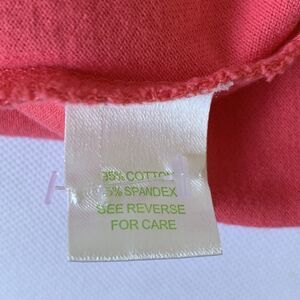 95% COTTON
5% SPANDEX
SEE REVERSE
FOR CARE